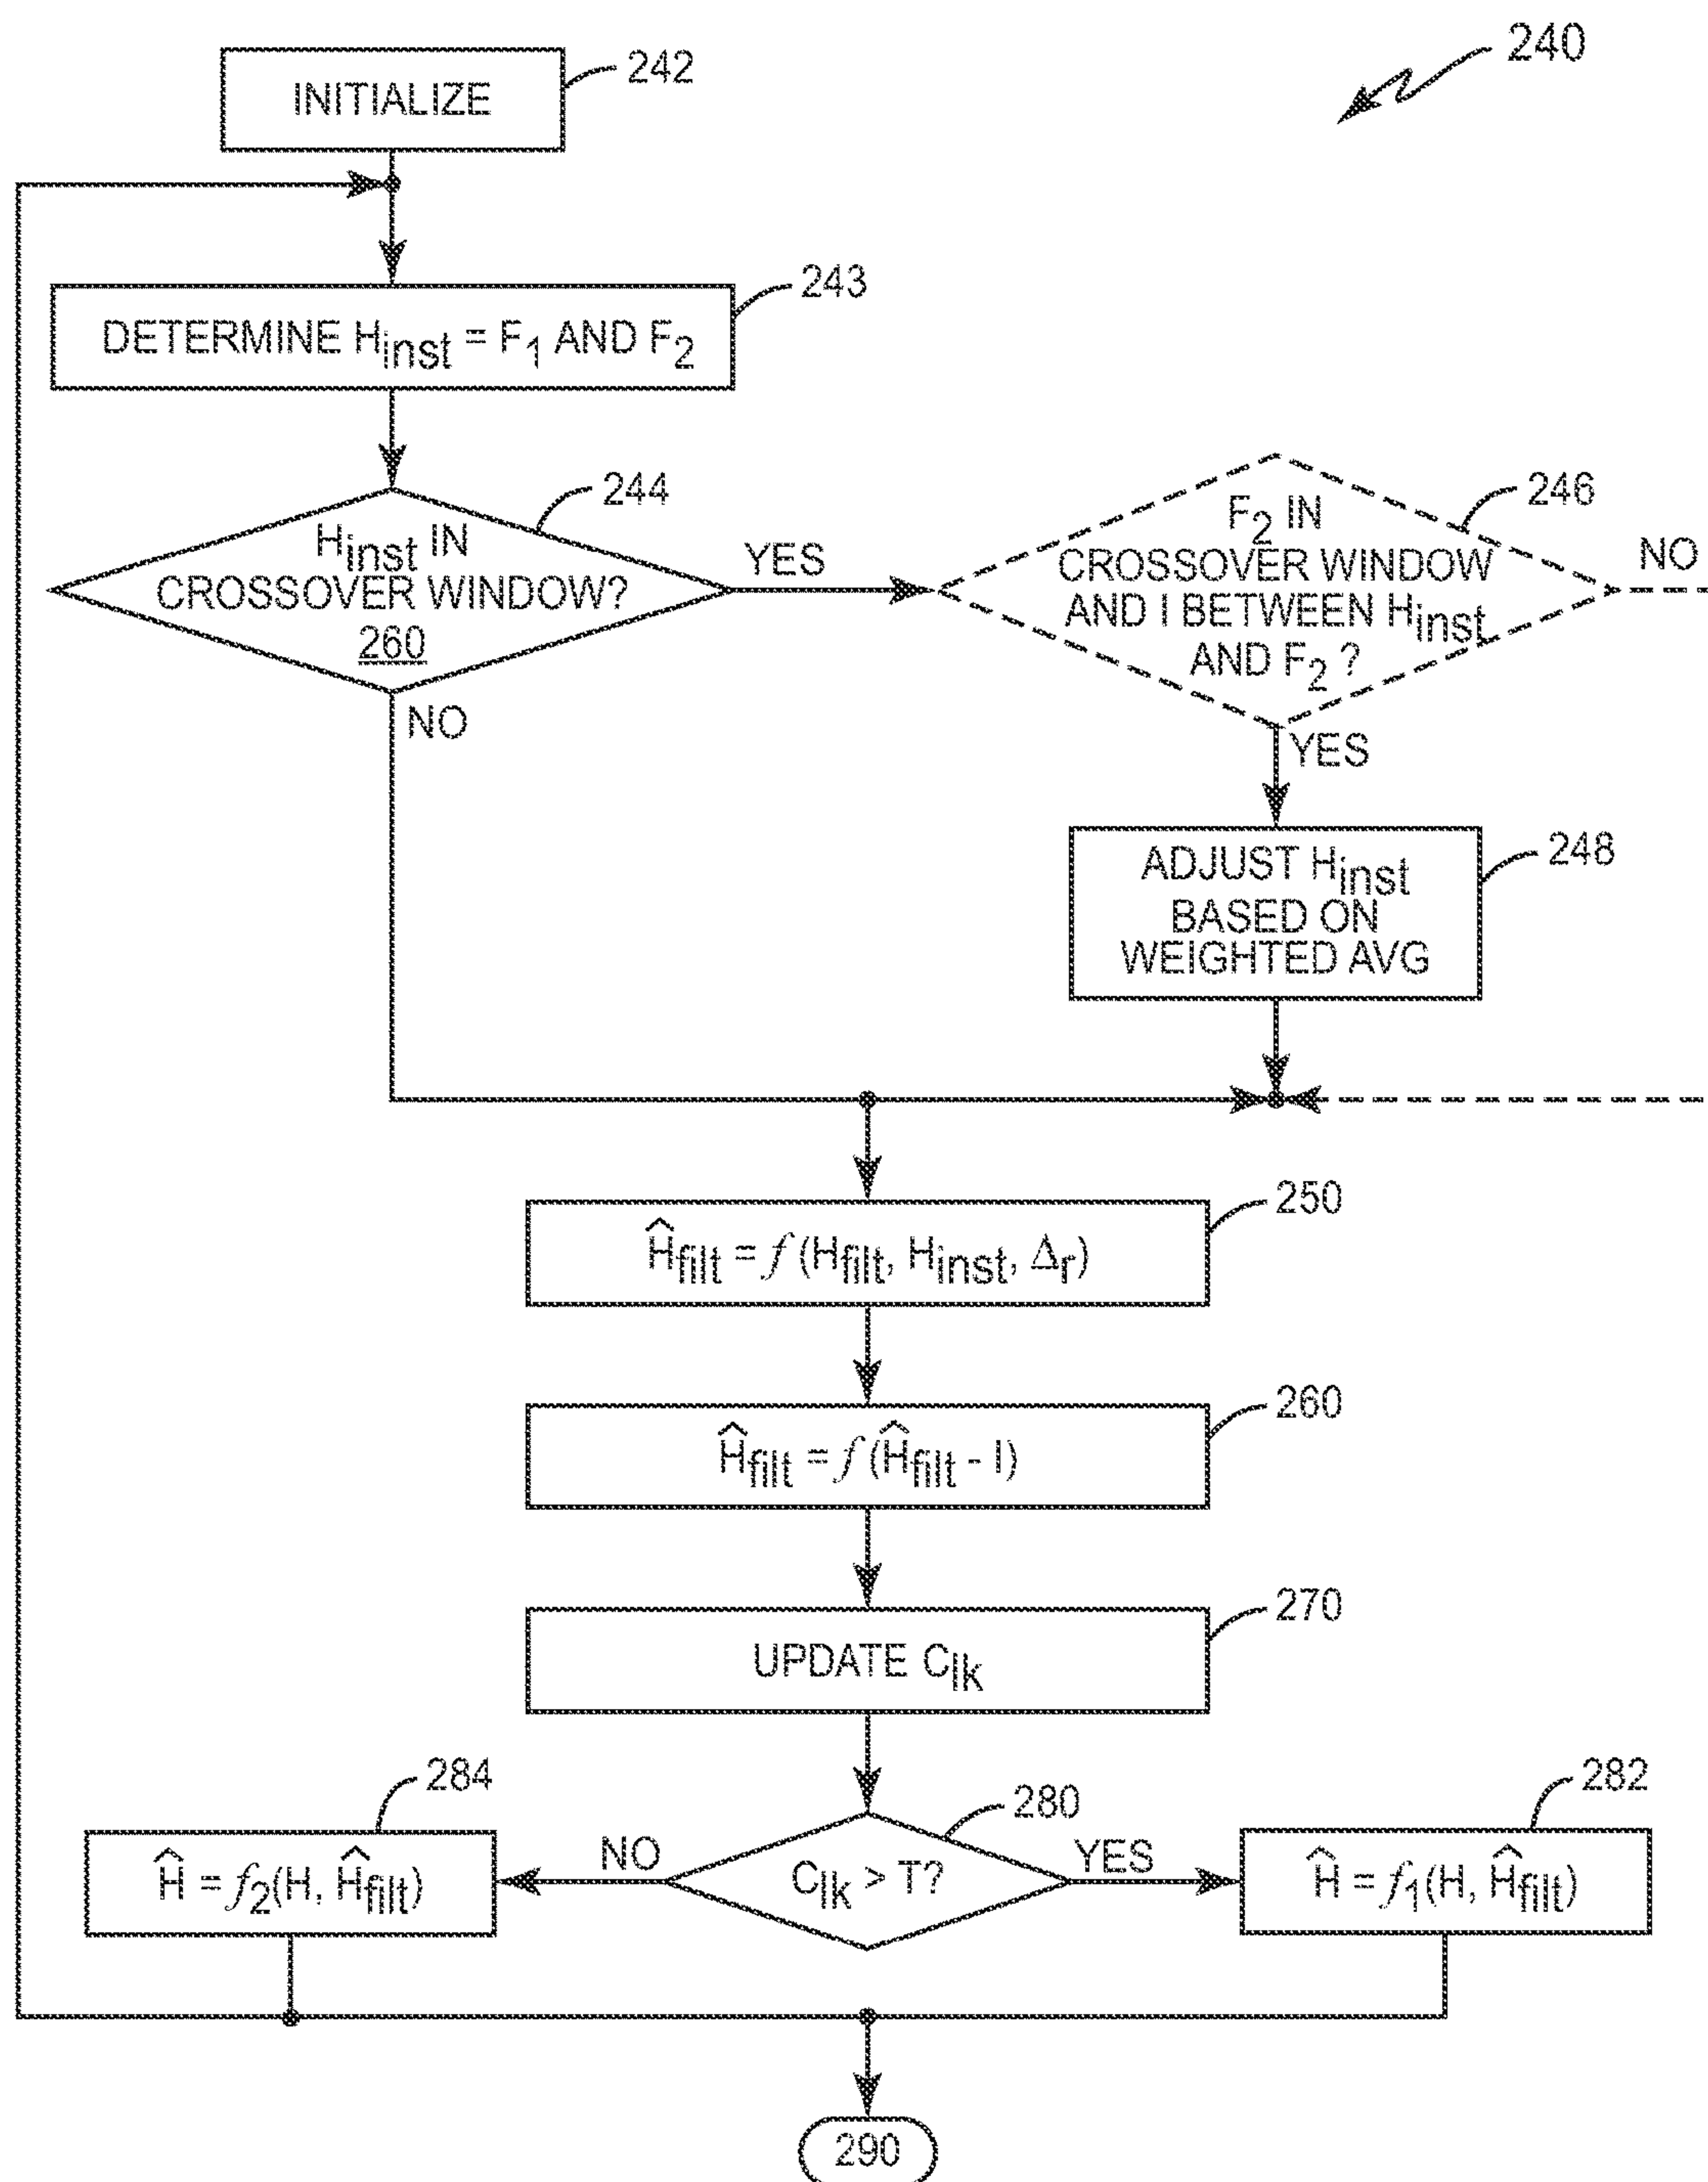 240
INITIALIZE
242
DETERMINE Hinst = F1 AND F2
243
Hinst IN
CROSSOVER WINDOW?
260
244
YES
NO
F2 IN
CROSSOVER WINDOW
AND I BETWEEN Hinst
AND F2 ?
246
NO
YES
ADJUST Hinst
BASED ON
WEIGHTED AVG
248
Ĥfilt = f (Hfilt, Hinst, Δr)
250
Ĥfilt = f (Ĥfilt - I)
260
UPDATE Clk
270
Clk > T?
280
NO
YES
Ĥ = f2(H, Ĥfilt)
284
Ĥ = f1(H, Ĥfilt)
282
290